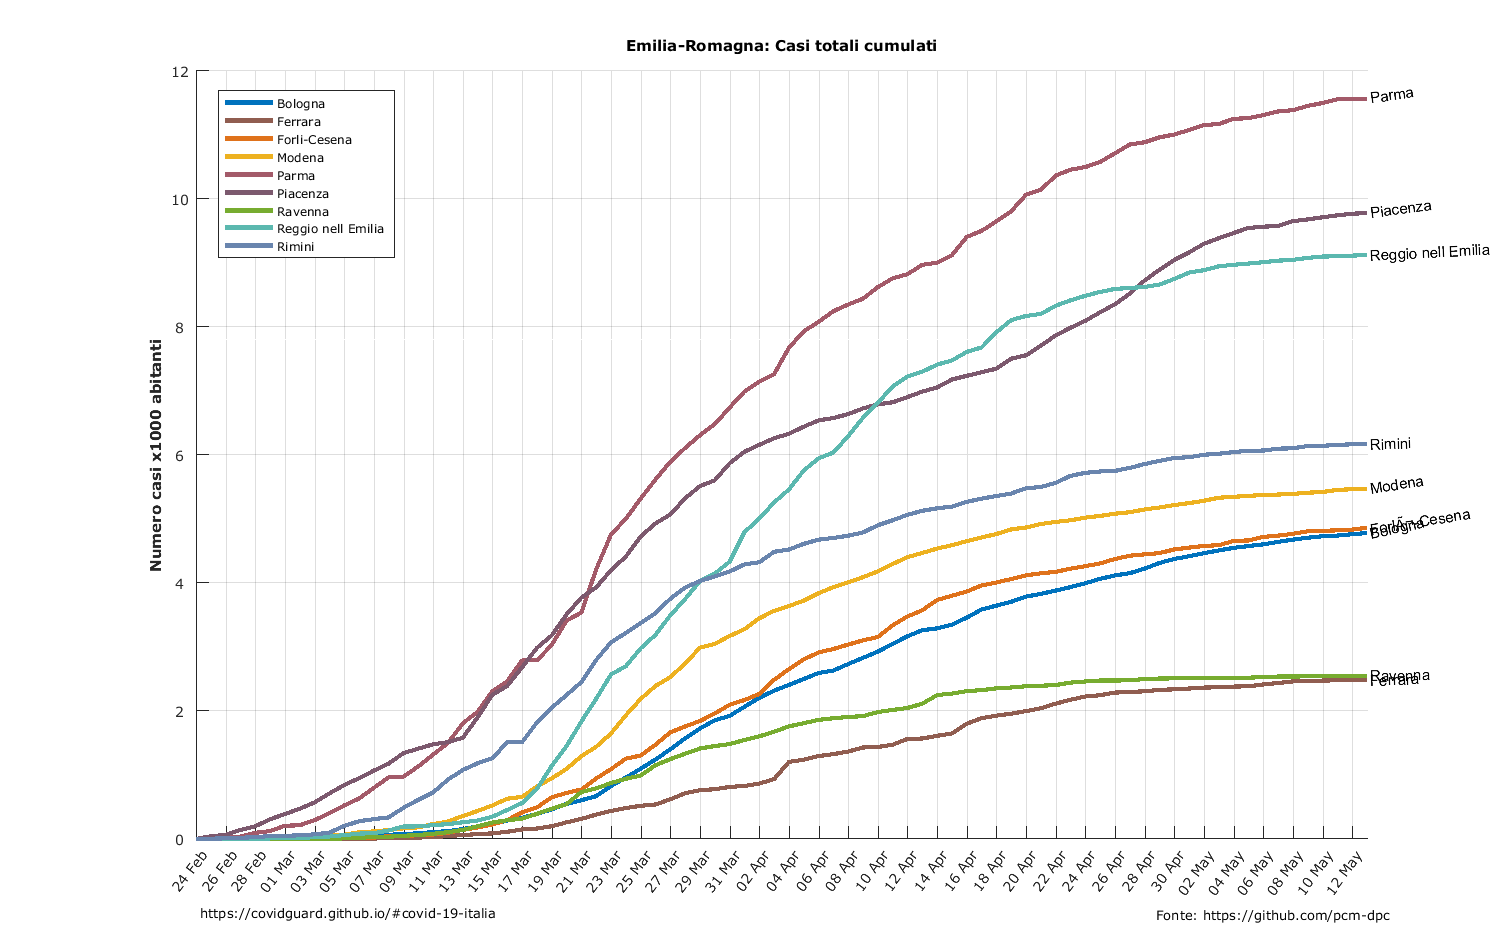 Emilia-Romagna: Casi totali cumulati
12
10
8
6
4
2
0
Numero casi x1000 abitanti
Bologna
Ferrara
Forli-Cesena
Modena
Parma
Piacenza
Ravenna
Reggio nell Emilia
Rimini
Parma
Piacenza
Reggio nell Emilia
Rimini
Modena
Bologna
Ravenna
Ferrara
24 Feb
26 Feb
28 Feb
01 Mar
03 Mar
05 Mar
07 Mar
09 Mar
11 Mar
13 Mar
15 Mar
17 Mar
19 Mar
21 Mar
23 Mar
25 Mar
27 Mar
29 Mar
31 Mar
02 Apr
04 Apr
06 Apr
08 Apr
10 Apr
12 Apr
14 Apr
16 Apr
18 Apr
20 Apr
22 Apr
24 Apr
26 Apr
28 Apr
30 Apr
02 May
04 May
06 May
08 May
10 May
12 May
https://covidguard.github.io/#covid-19-italia
Fonte: https://github.com/pcm-dpc